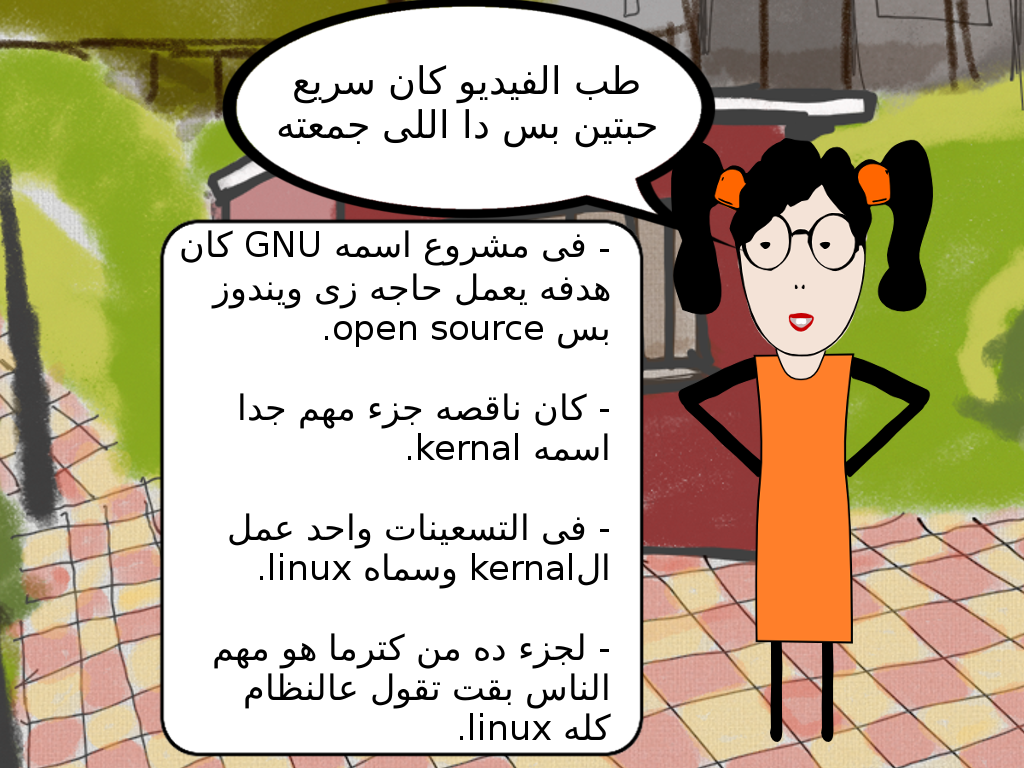 طب الفيديو كان سريع
حبتين بس دا اللى جمعته
- فى مشروع اسمه GNU كان
هدفه يعمل حاجه زى ويندوز
بس open source.
- كان ناقصه جزء مهم جدا
اسمه kernal.
- فى التسعينات واحد عمل
الkernal وسماه linux.
- لجزء ده من كترما هو مهم
الناس بقت تقول عالنظام
كله linux.